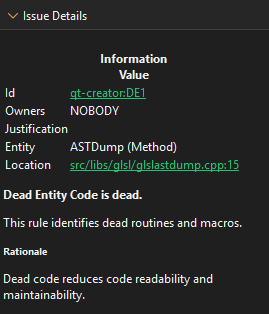 Issue Details
Information
Value
Id qt-creator:DE1
Owners NOBODY
Justification
Entity ASTDump (Method)
Location src/libs/glsl/glslastdump.cpp:15
Dead Entity Code is dead.
This rule identifies dead routines and macros.
Rationale
Dead code reduces code readability and
maintainability.